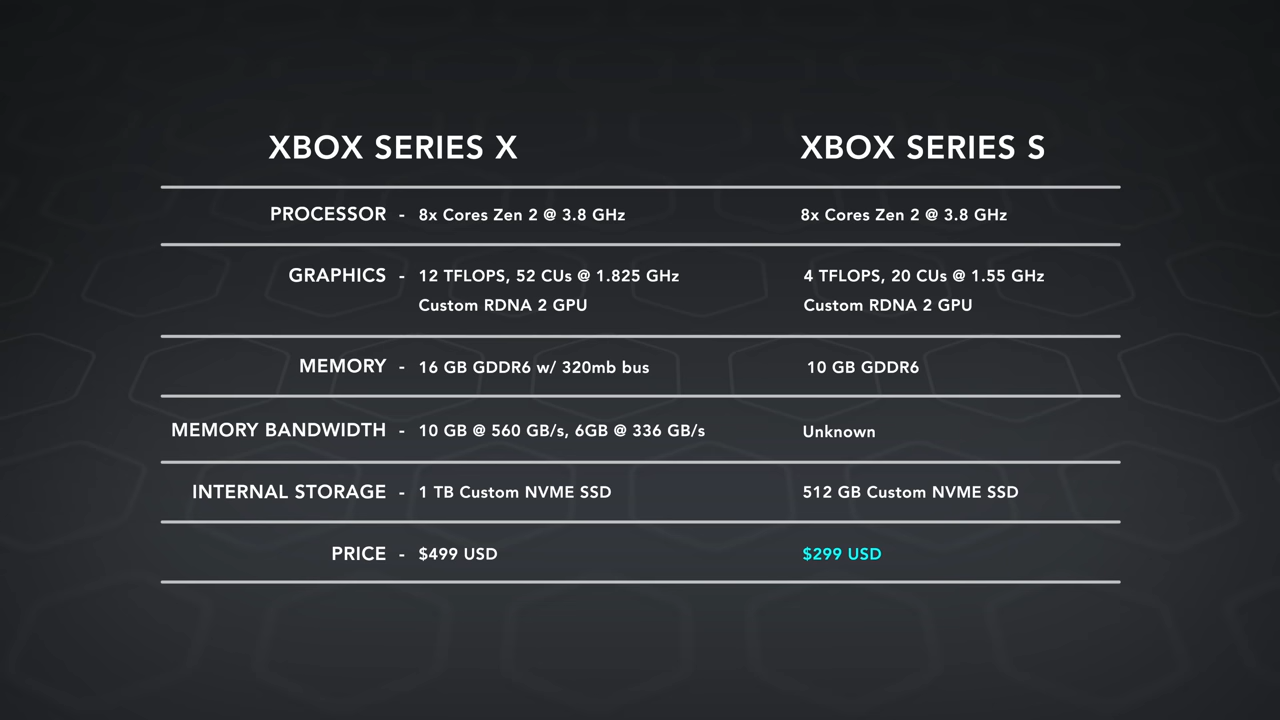 XBOX SERIES X XBOX SERIES S
PROCESSOR - 8x Cores Zen 2 @ 3.8 GHz 8x Cores Zen 2 @ 3.8 GHz
GRAPHICS - 12 TFLOPS, 52 CUs @ 1.825 GHz 4 TFLOPS, 20 CUs @ 1.55 GHz
Custom RDNA 2 GPU Custom RDNA 2 GPU
MEMORY - 16 GB GDDR6 w/ 320mb bus 10 GB GDDR6
MEMORY BANDWIDTH - 10 GB @ 560 GB/s, 6GB @ 336 GB/s Unknown
INTERNAL STORAGE - 1 TB Custom NVME SSD 512 GB Custom NVME SSD
PRICE - $499 USD $299 USD